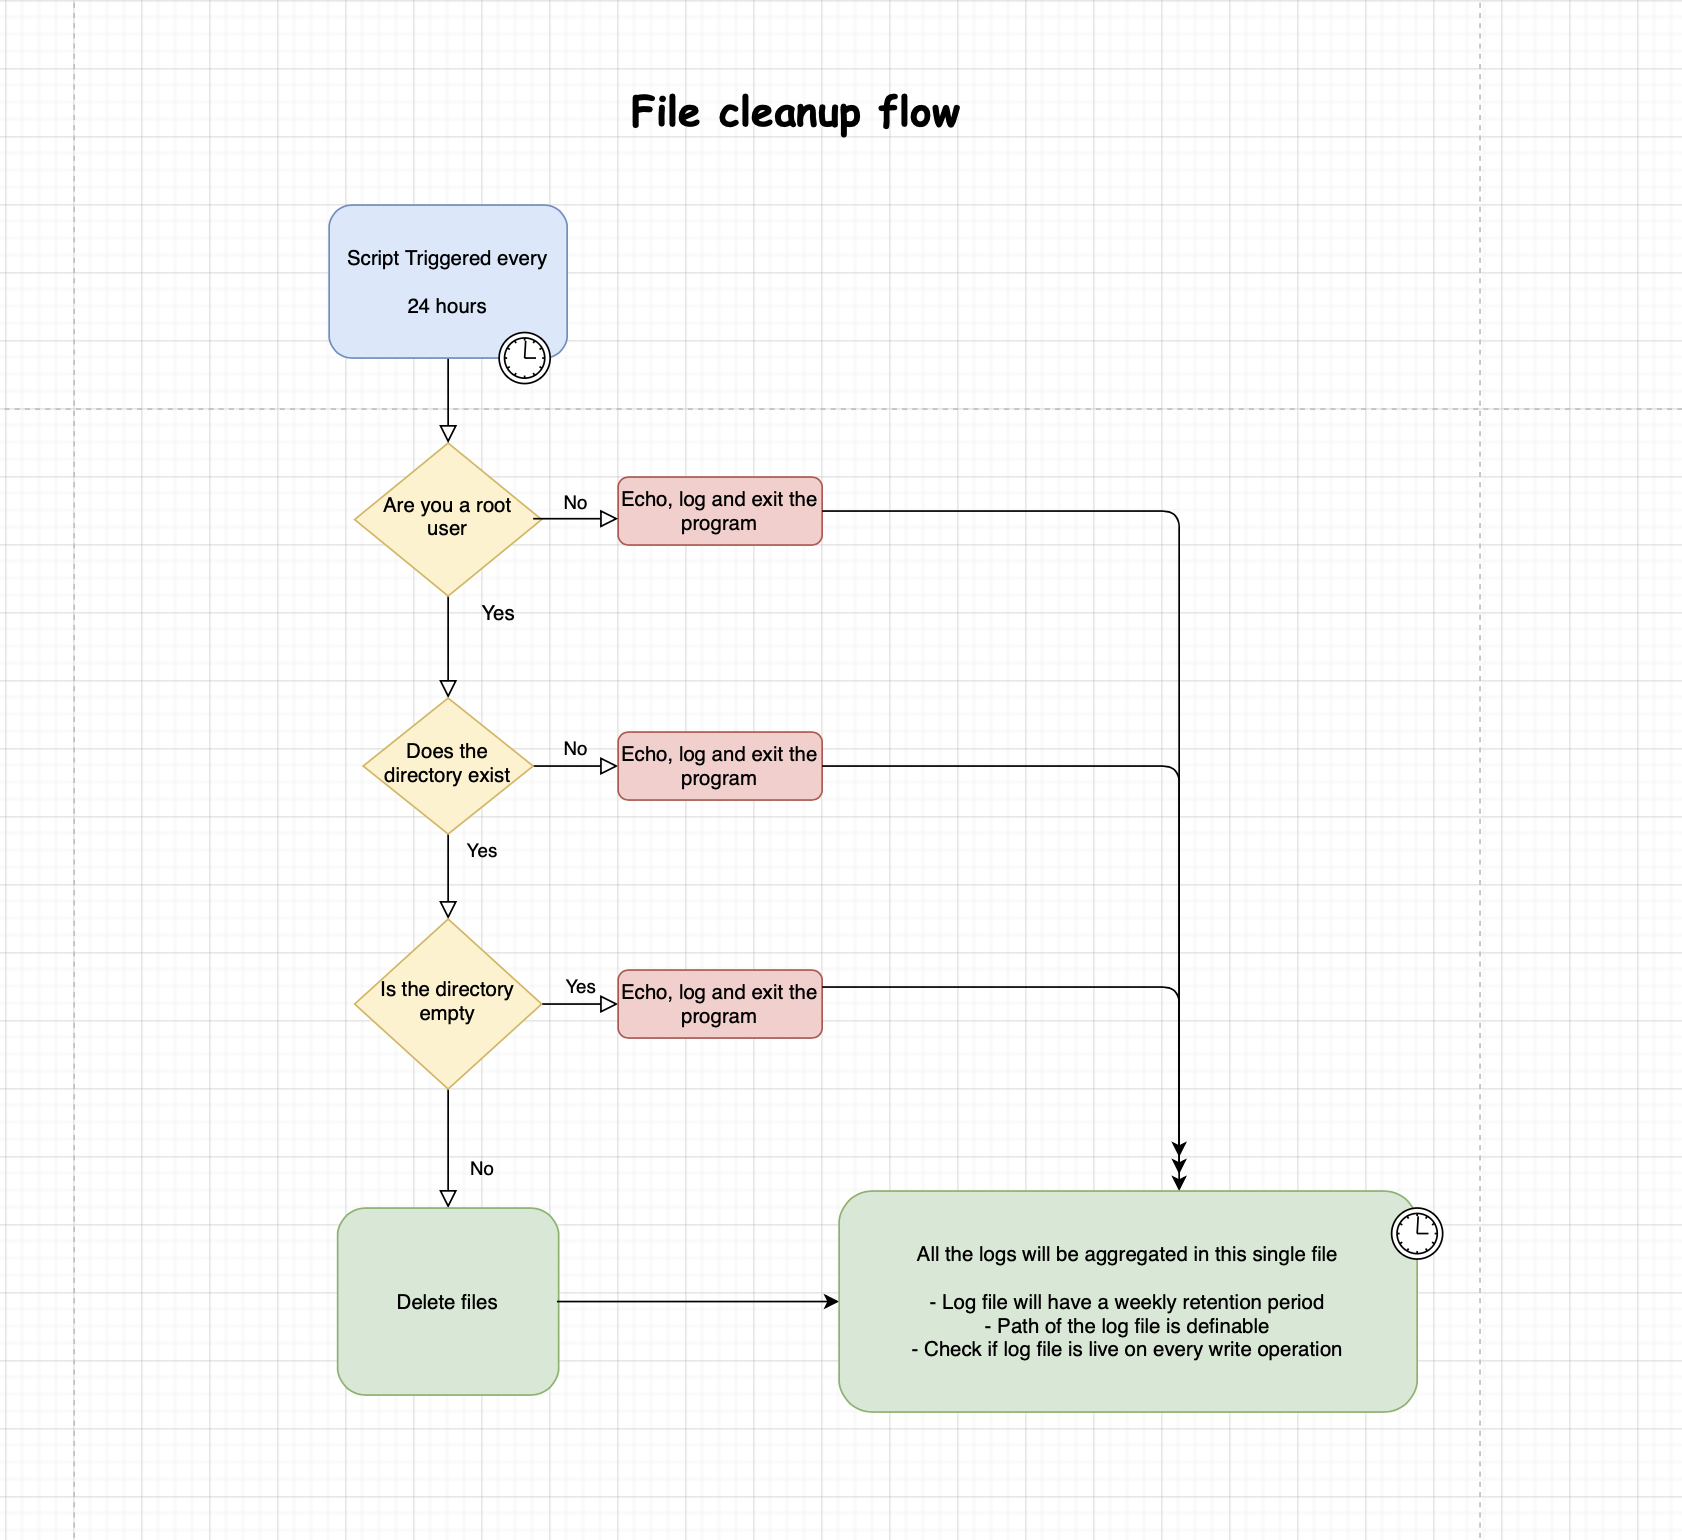 File cleanup flow
Script Triggered every
24 hours
Are you a root
user
No
Echo, log and exit the
program
Yes
Does the
directory exist
No
Echo, log and exit the
program
Yes
Is the directory
empty
Yes
Echo, log and exit the
program
No
Delete files
All the logs will be aggregated in this single file
- Log file will have a weekly retention period
- Path of the log file is definable
- Check if log file is live on every write operation